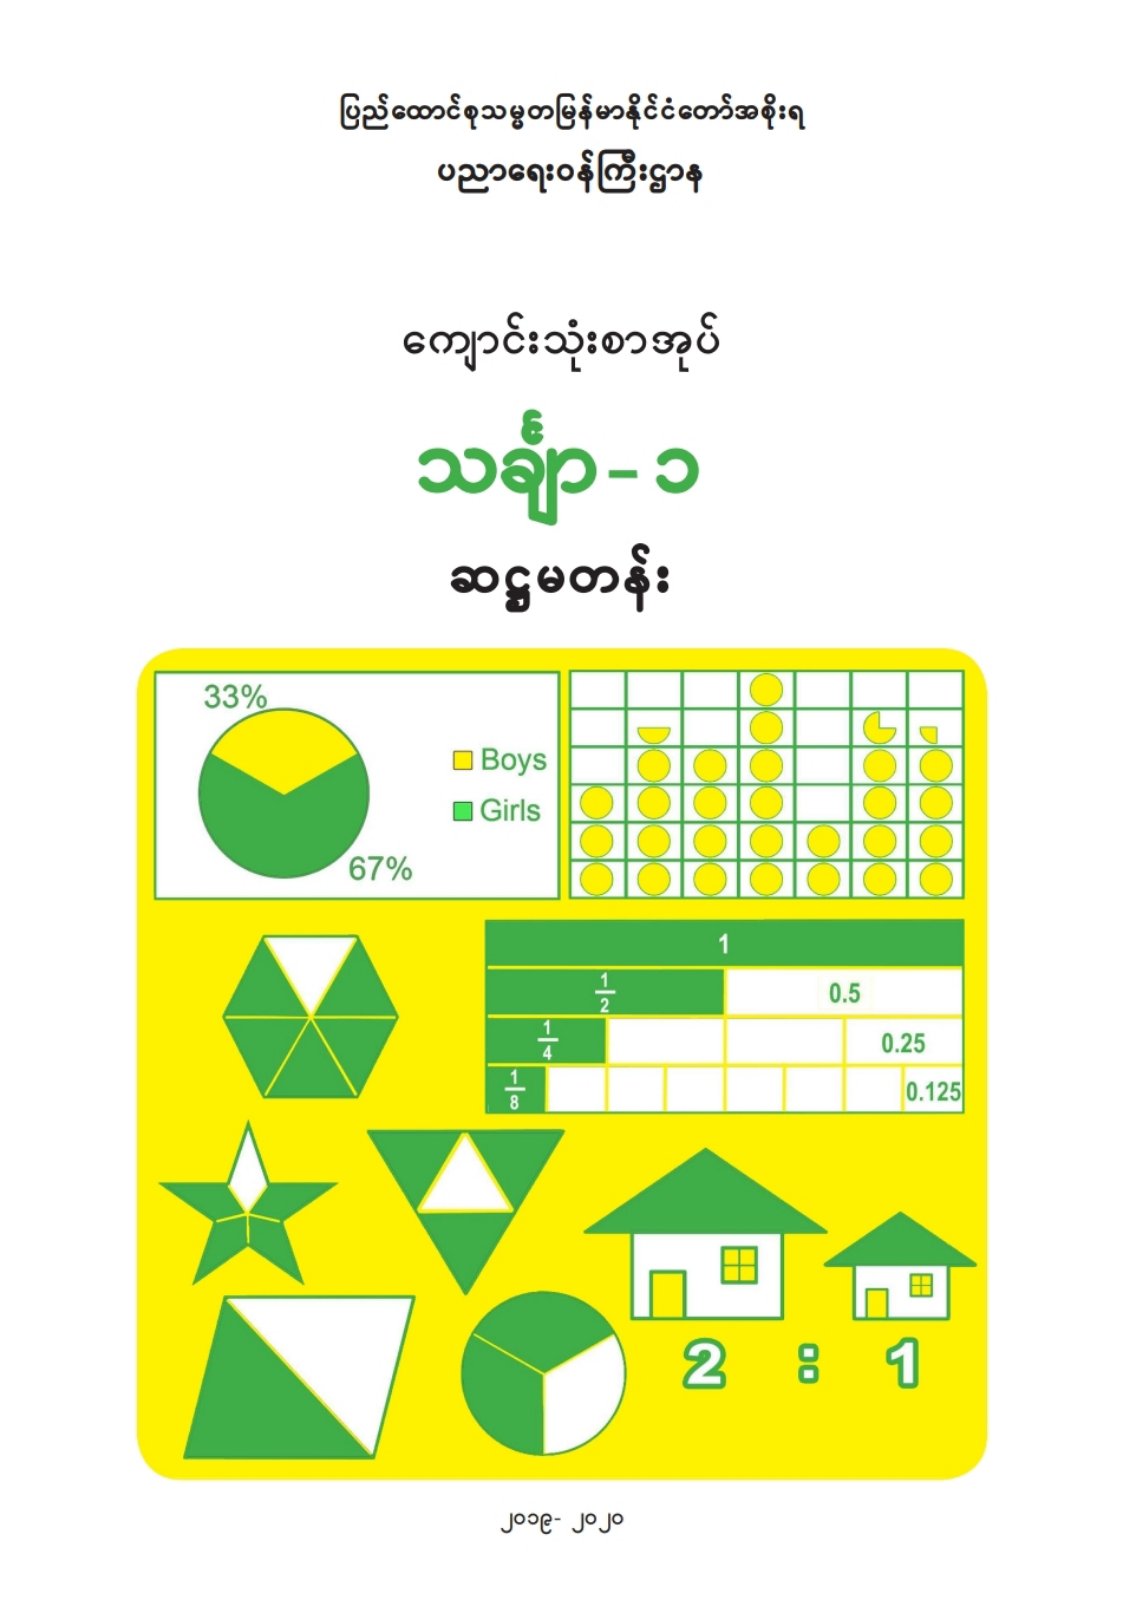 ပြည်ထောင်စုသမ္မတမြန်မာနိုင်ငံတော်အစိုးရ
ပညာရေးဝန်ကြီးဌာန
ကျောင်းသုံးစာအုပ်
သင်္ချာ – ၁
ဆဋ္ဌမတန်း
33%
Boys
Girls
67%
1
1/2 0.5
1/4 0.25
1/8 0.125
2 : 1
၂၀၁၉- ၂၀၂၀